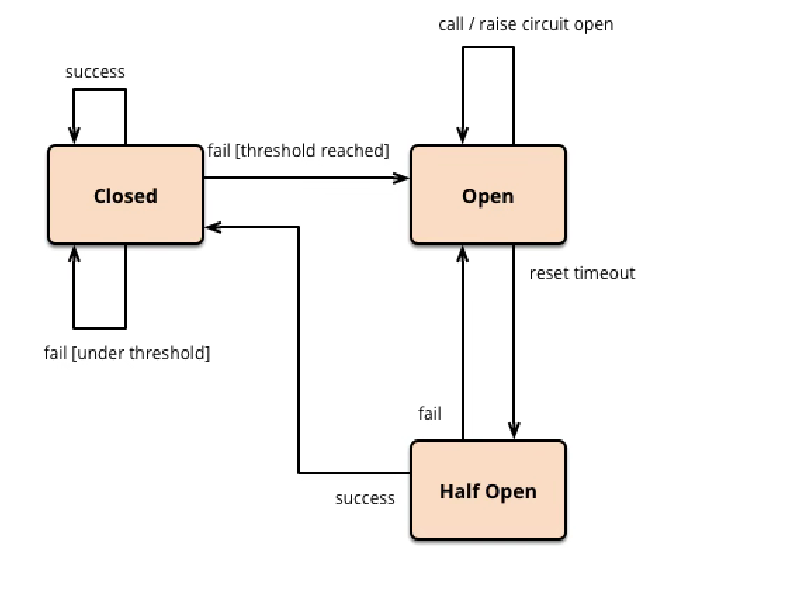 call / raise circuit open
success
fail [threshold reached]
Closed
Open
reset timeout
fail [under threshold]
fail
Half Open
success